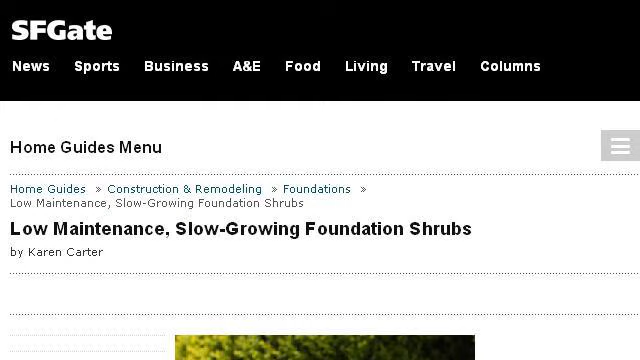 SFGate
News Sports Business A&E Food Living Travel Columns
Home Guides Menu
Home Guides » Construction & Remodeling » Foundations »
Low Maintenance, Slow-Growing Foundation Shrubs
Low Maintenance, Slow-Growing Foundation Shrubs
by Karen Carter